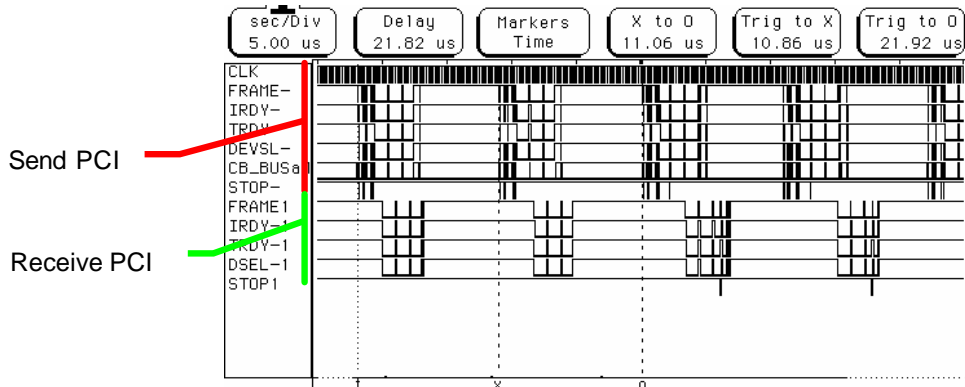 sec/Div
5.00 us
Delay
21.82 us
Markers
Time
X to O
11.06 us
Trig to X
10.86 us
Trig to O
21.92 us
CLK
FRAME-
IRDY-
TRDY-
DEVSL-
CB_BUSa
STOP-
FRAME1
IRDY-1
TRDY-1
DSEL-1
STOP1
Send PCI
Receive PCI
T
X
O